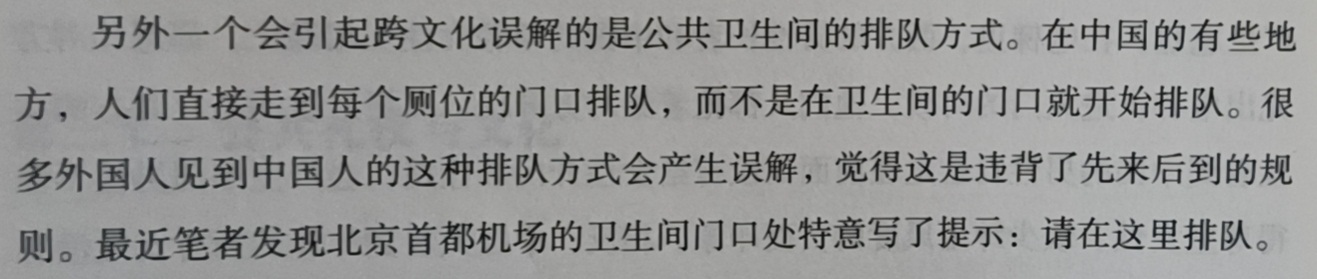 另外一个会引起跨文化误解的是公共卫生间的排队方式。在中国的有些地
方，人们直接走到每个厕位的门口排队，而不是在卫生间的门口就开始排队。很
多外国人见到中国人的这种排队方式会产生误解，觉得这是违背了先来后到的规
则。最近笔者发现北京首都机场的卫生间门口处特意写了提示：请在这里排队。